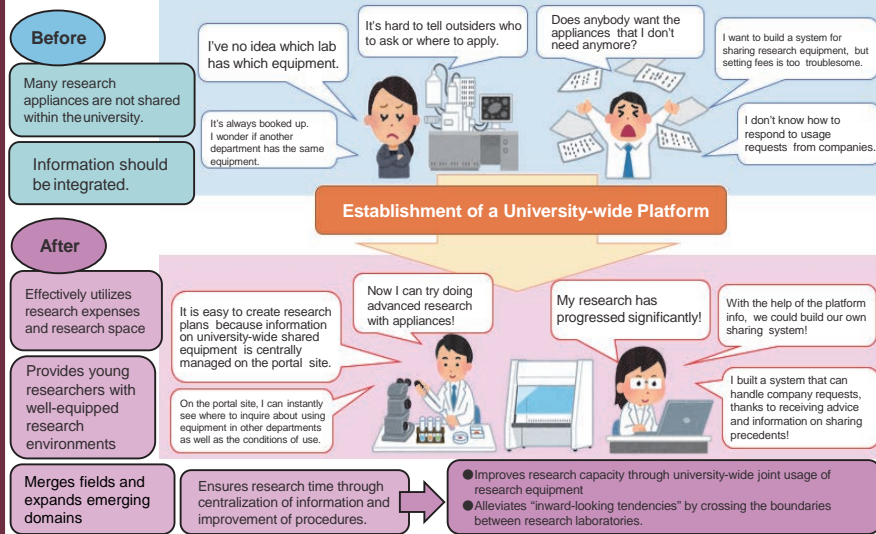 Before
Many research
appliances are not shared
within the university.
Information should
be integrated.
I've no idea which lab
has which equipment.
It's hard to tell outsiders who
to ask or where to apply.
Does anybody want the
appliances that I don't
need anymore?
I want to build a system for
sharing research equipment, but
setting fees is too troublesome.
It's always booked up.
I wonder if another
department has the same
equipment.
I don't know how to
respond to usage
requests from companies.
Establishment of a University-wide Platform
After
Effectively utilizes
research expenses
and research space
Provides young
researchers with
well-equipped
research
environments
Merges fields and
expands emerging
domains
It is easy to create research
plans because information
on university-wide shared
equipment is centrally
managed on the portal site.
Now I can try doing
advanced research
with appliances!
My research has
progressed significantly!
With the help of the platform
info, we could build our own
sharing system!
On the portal site, I can instantly
see where to inquire about using
equipment in other departments
as well as the conditions of use.
I built a system that can
handle company requests,
thanks to receiving advice
and information on sharing
precedents!
Ensures research time through
centralization of information and
improvement of procedures.
●Improves research capacity through university-wide joint usage of
research equipment
●Alleviates “inward-looking tendencies” by crossing the boundaries
between research laboratories.